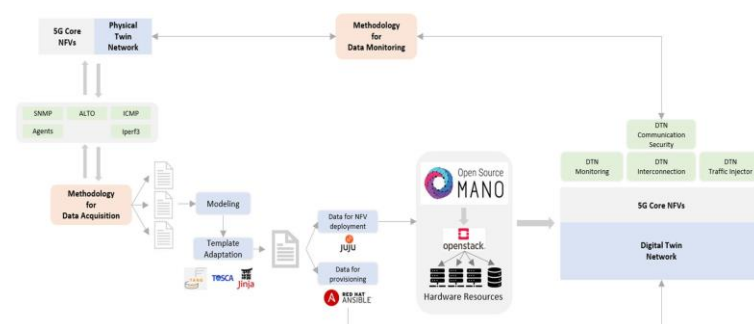 5G Core
NFVs
Physical
Twin
Network
Methodology
for
Data Monitoring
SNMP
ALTO
ICMP
Agents
Iperf3
Methodology
for
Data Acquisition
Modeling
Template
Adaptation
TOSCA
Jinja
Data for NFV
deployment
JUJU
Data for
provisioning
RED HAT
ANSIBLE
Open Source
MANO
openstack.
Hardware Resources
DTN
Communication
Security
DTN
Monitoring
DTN
Interconnection
DTN
Traffic Injector
5G Core NFVs
Digital Twin
Network